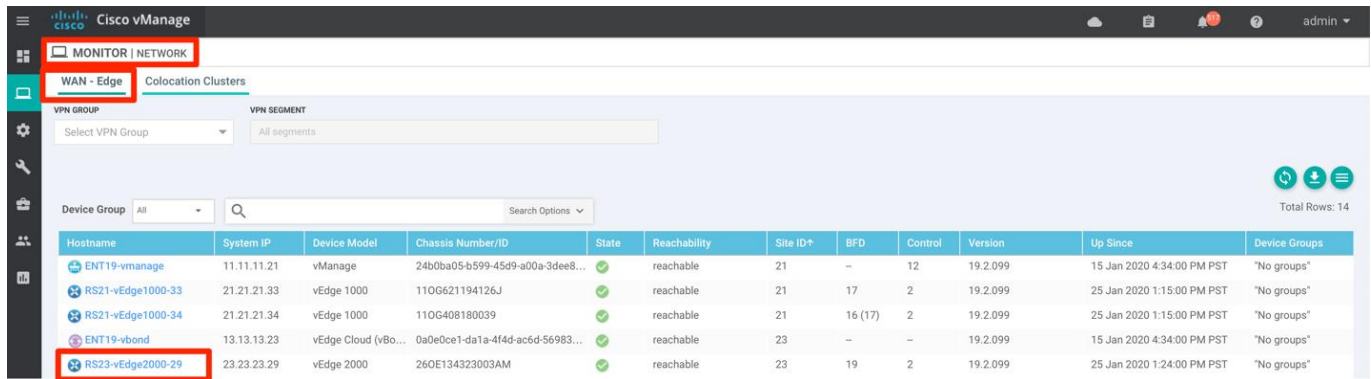 cisco Cisco vManage 517 admin
MONITOR | NETWORK
WAN - Edge Colocation Clusters
VPN GROUP VPN SEGMENT
Select VPN Group All segments
Device Group All Search Options Total Rows: 14
Hostname System IP Device Model Chassis Number/ID State Reachability Site ID↑ BFD Control Version Up Since Device Groups
ENT19-vmanage 11.11.11.21 vManage 24b0ba05-b599-45d9-a00a-3dee8... reachable 21 -- 12 19.2.099 15 Jan 2020 4:34:00 PM PST "No groups"
RS21-vEdge1000-33 21.21.21.33 vEdge 1000 110G621194126J reachable 21 17 2 19.2.099 25 Jan 2020 1:15:00 PM PST "No groups"
RS21-vEdge1000-34 21.21.21.34 vEdge 1000 110G408180039 reachable 21 16 (17) 2 19.2.099 25 Jan 2020 1:15:00 PM PST "No groups"
ENT19-vbond 13.13.13.23 vEdge Cloud (vBo... 0a0e0ce1-da1a-4f4d-ac6d-56983... reachable 23 -- -- 19.2.099 15 Jan 2020 4:34:00 PM PST "No groups"
RS23-vEdge2000-29 23.23.23.29 vEdge 2000 26OE134323003AM reachable 23 19 2 19.2.099 25 Jan 2020 1:24:00 PM PST "No groups"